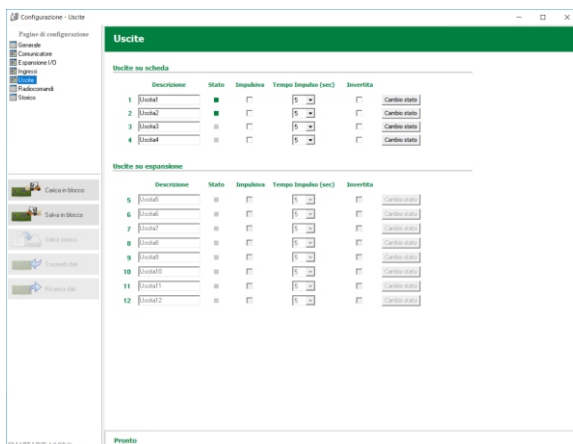 Configurazione - Uscite
Pagine di configurazione
Generale
Comunicatore
Espansione I/O
Ingressi
Uscite
Radiocomandi
Storico
Carica in blocco
Salva in blocco
Salva storico
Trasmetti dati
Ricevi dati
Uscite
Uscite su scheda
Descrizione Stato Impulsiva Tempo Impulso (sec) Invertita
1 Uscita1 5 Cambio stato
2 Uscita2 5 Cambio stato
3 Uscita3 5 Cambio stato
4 Uscita4 5 Cambio stato
Uscite su espansione
Descrizione Stato Impulsiva Tempo Impulso (sec) Invertita
5 Uscita5 5 Cambio stato
6 Uscita6 5 Cambio stato
7 Uscita7 5 Cambio stato
8 Uscita8 5 Cambio stato
9 Uscita9 5 Cambio stato
10 Uscita10 5 Cambio stato
11 Uscita11 5 Cambio stato
12 Uscita12 5 Cambio stato
Pronto